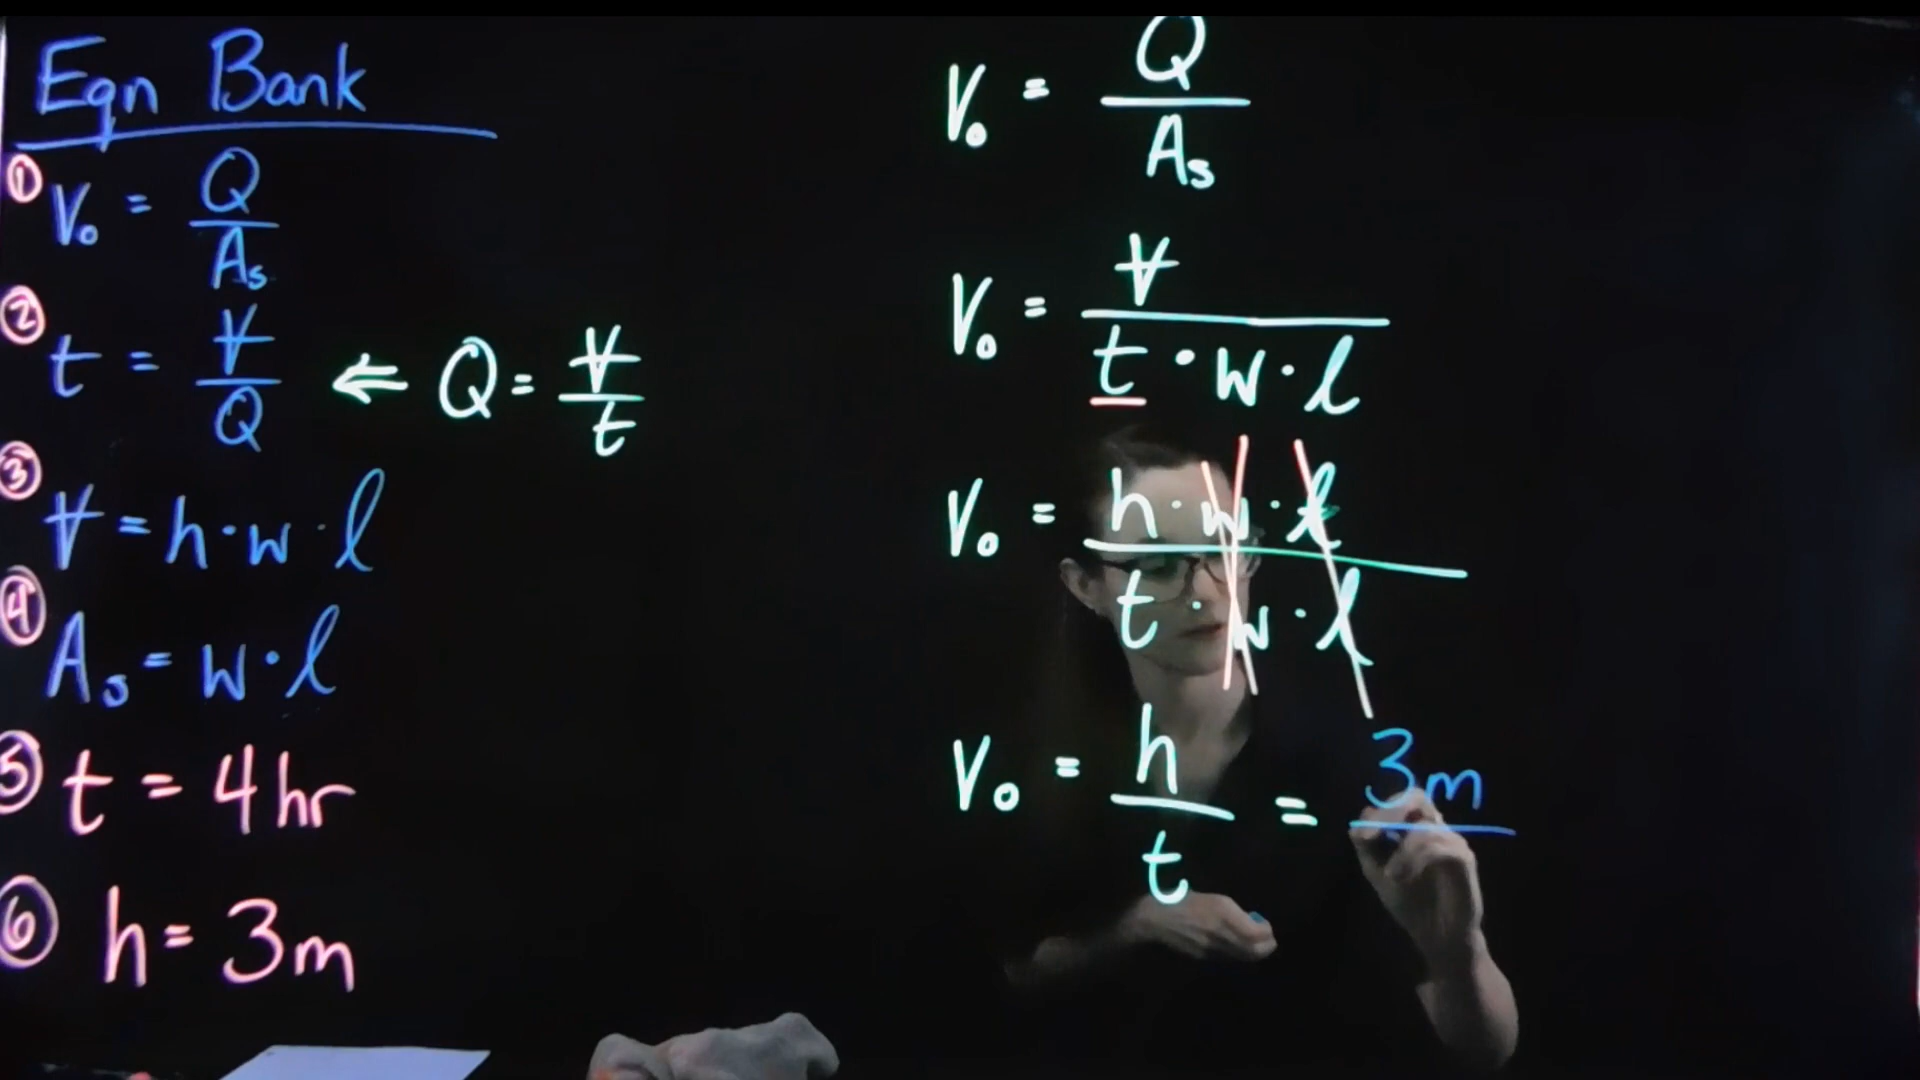 Eqn Bank
① V₀ = Q / As
② t = V / Q ⇐ Q = V / t
③ V = h · w · l
④ As = w · l
⑤ t = 4hr
⑥ h = 3m
V₀ = Q / As
V₀ = V / t · w · l
V₀ = h · w · l / t · w · l
V₀ = h / t = 3m